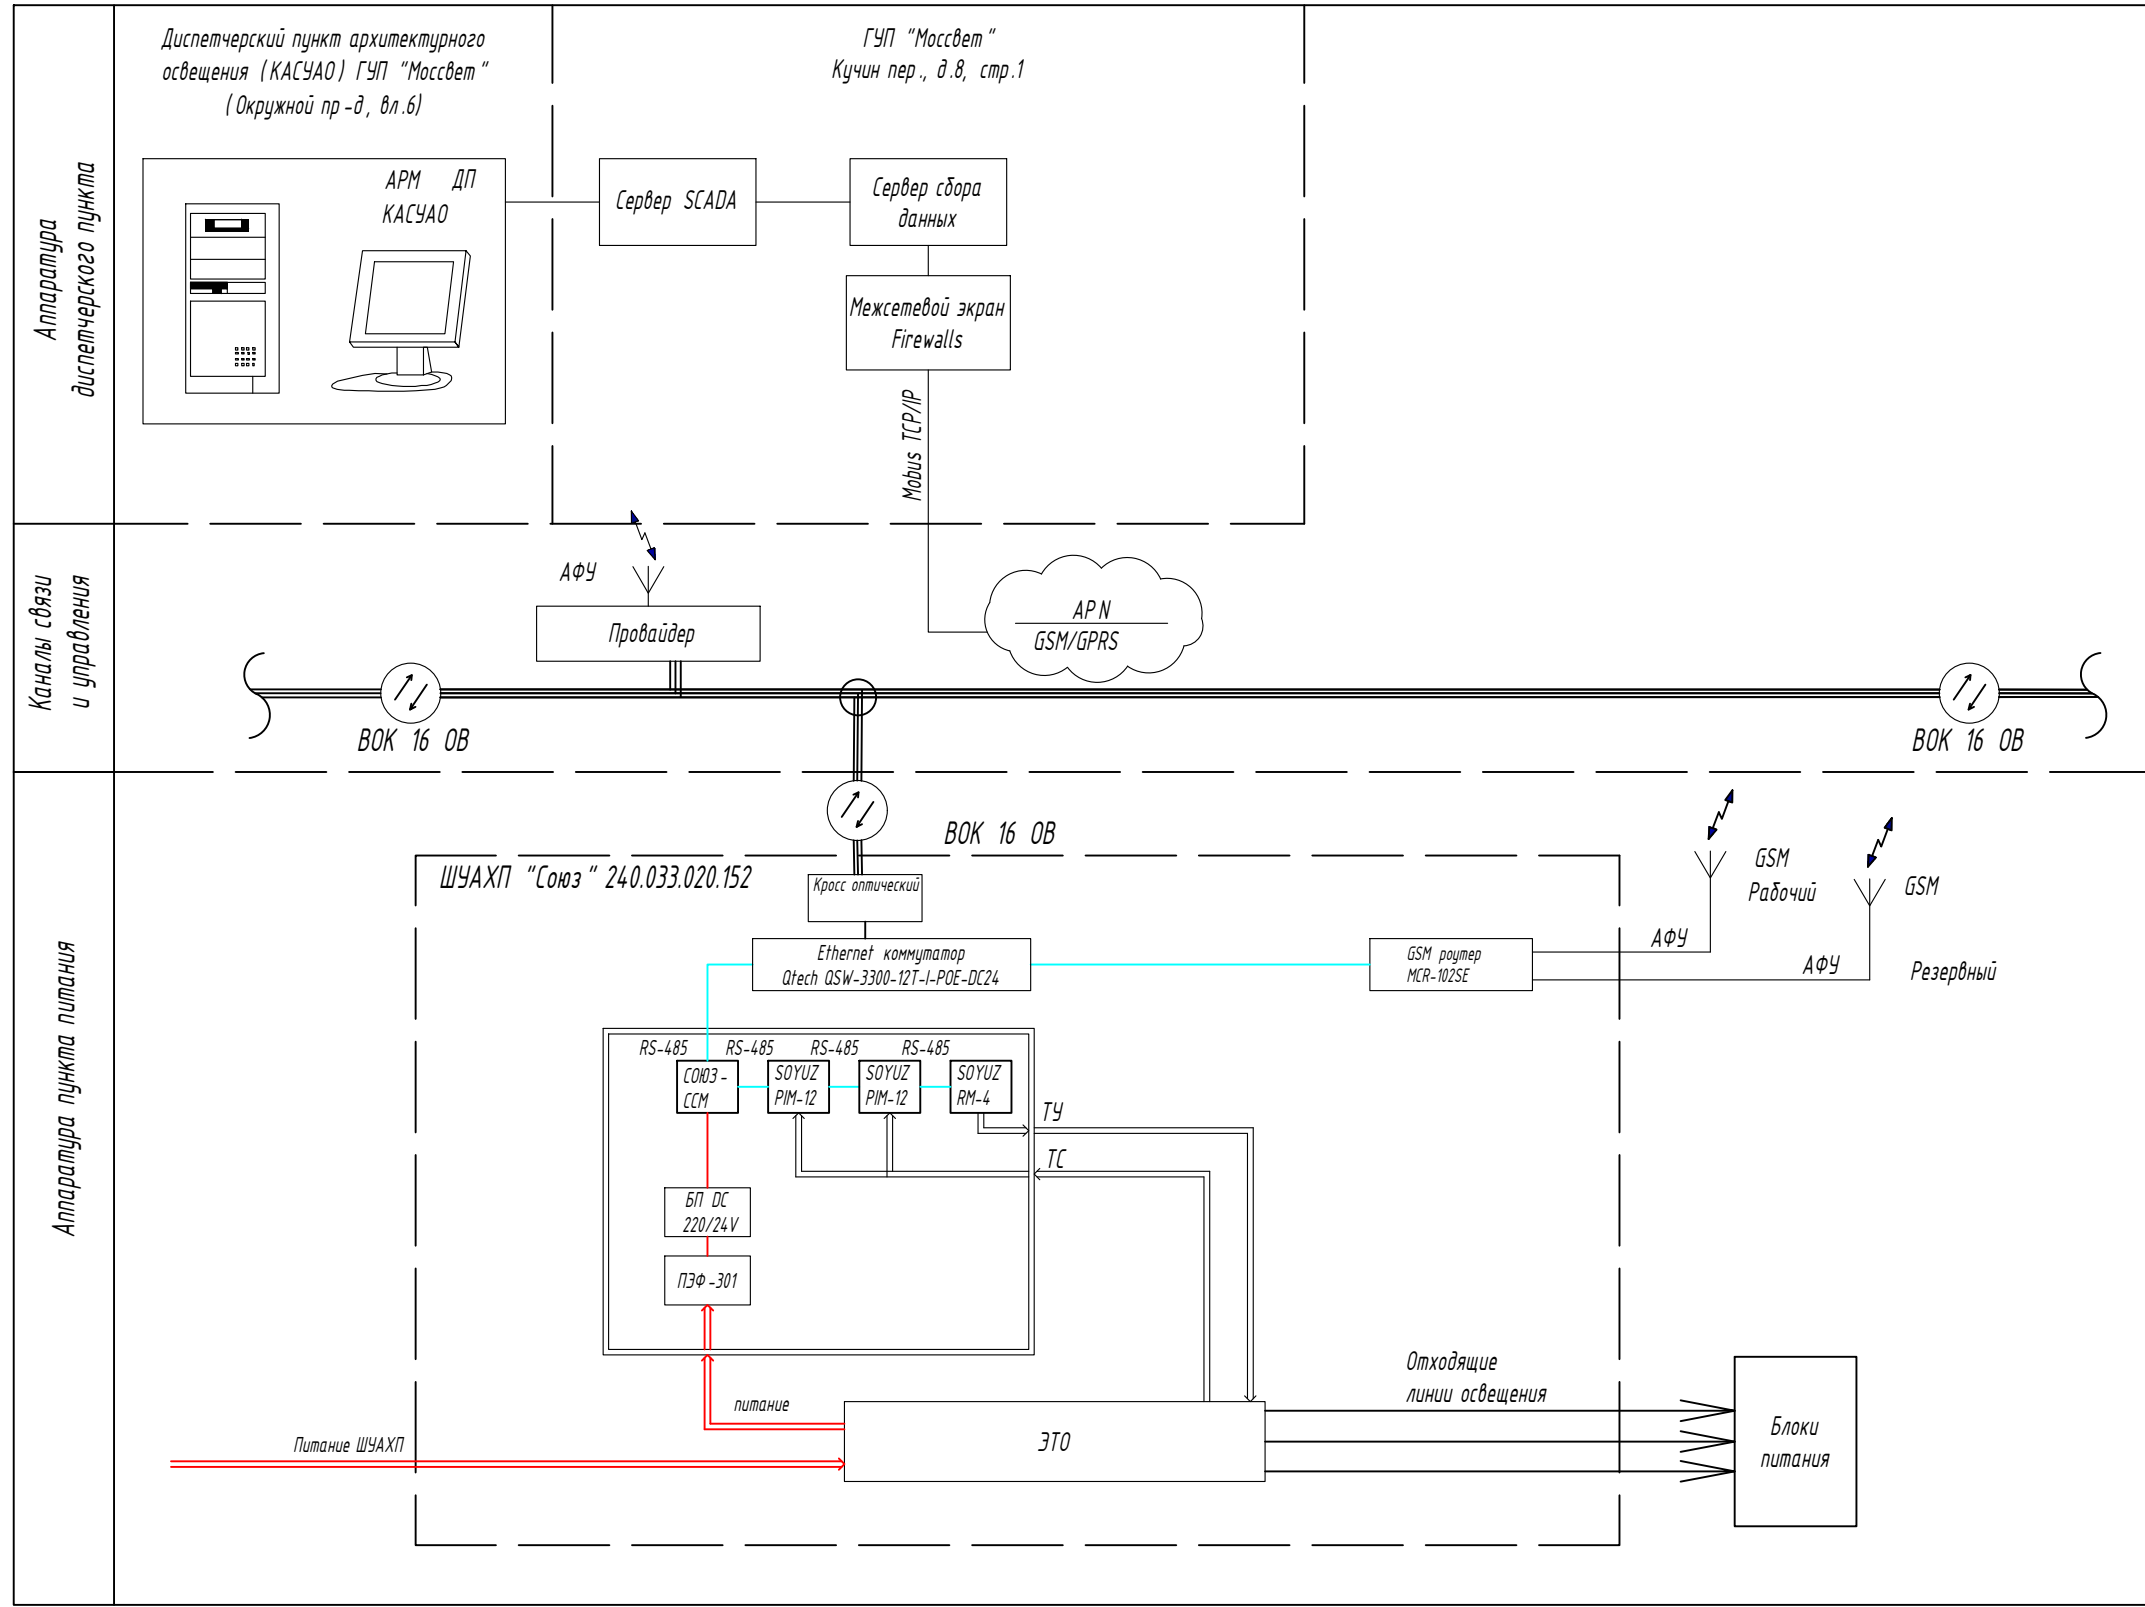 Аппаратура
диспетчерского пункта
Диспетчерский пункт архитектурного
освещения (КАСУАО) ГУП "Моссвет"
(Окружной пр-д, вл.6)
ГУП "Моссвет"
Кучин пер., д.8, стр.1
АРМ ДП
КАСУАО
Сервер SCADA
Сервер сбора
данных
Межсетевой экран
Firewalls
Mobus TCP/IP
Каналы связи
и управления
АФУ
Провайдер
APN
GSM/GPRS
ВОК 16 ОВ
ВОК 16 ОВ
Аппаратура пункта питания
ВОК 16 ОВ
ШУАХП "Союз" 240.033.020.152
Кросс оптический
Ethernet коммутатор
Qtech QSW-3300-12T-I-POE-DC24
GSM роутер
MCR-102SE
АФУ
GSM
Рабочий
АФУ
GSM
Резервный
RS-485
RS-485
RS-485
RS-485
СОЮЗ-
ССМ
SOYUZ
PIM-12
SOYUZ
PIM-12
SOYUZ
RM-4
ТУ
ТС
БП DC
220/24V
ПЭФ-301
питание
Питание ШУАХП
ЭТО
Отходящие
линии освещения
Блоки
питания